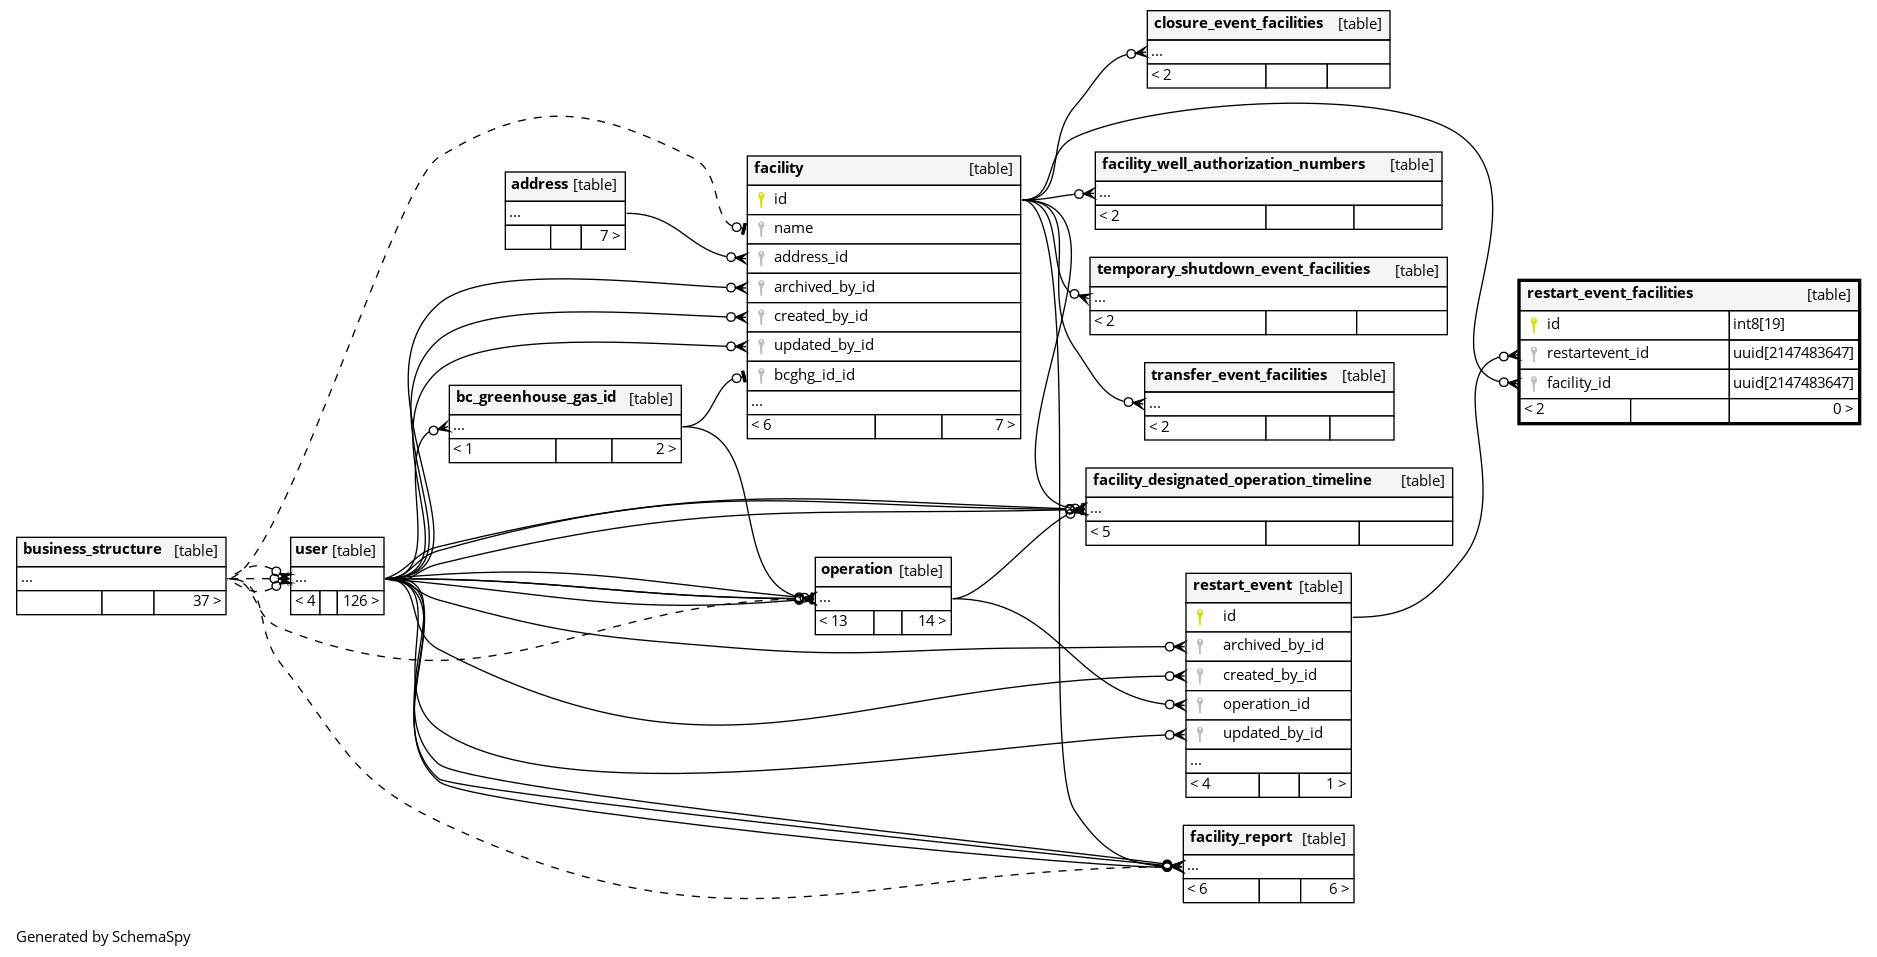 closure_event_facilities [table]
...
< 2
facility [table]
id
name
address_id
archived_by_id
created_by_id
updated_by_id
bcghg_id_id
...
< 6 7 >
address [table]
...
7 >
facility_well_authorization_numbers [table]
...
< 2
temporary_shutdown_event_facilities [table]
...
< 2
restart_event_facilities [table]
id int8[19]
restartevent_id uuid[2147483647]
facility_id uuid[2147483647]
< 2 0 >
transfer_event_facilities [table]
...
< 2
bc_greenhouse_gas_id [table]
...
< 1 2 >
facility_designated_operation_timeline [table]
...
< 5
business_structure [table]
...
37 >
user [table]
...
< 4 126 >
operation [table]
...
< 13 14 >
restart_event [table]
id
archived_by_id
created_by_id
operation_id
updated_by_id
...
< 4 1 >
facility_report [table]
...
< 6 6 >
Generated by SchemaSpy